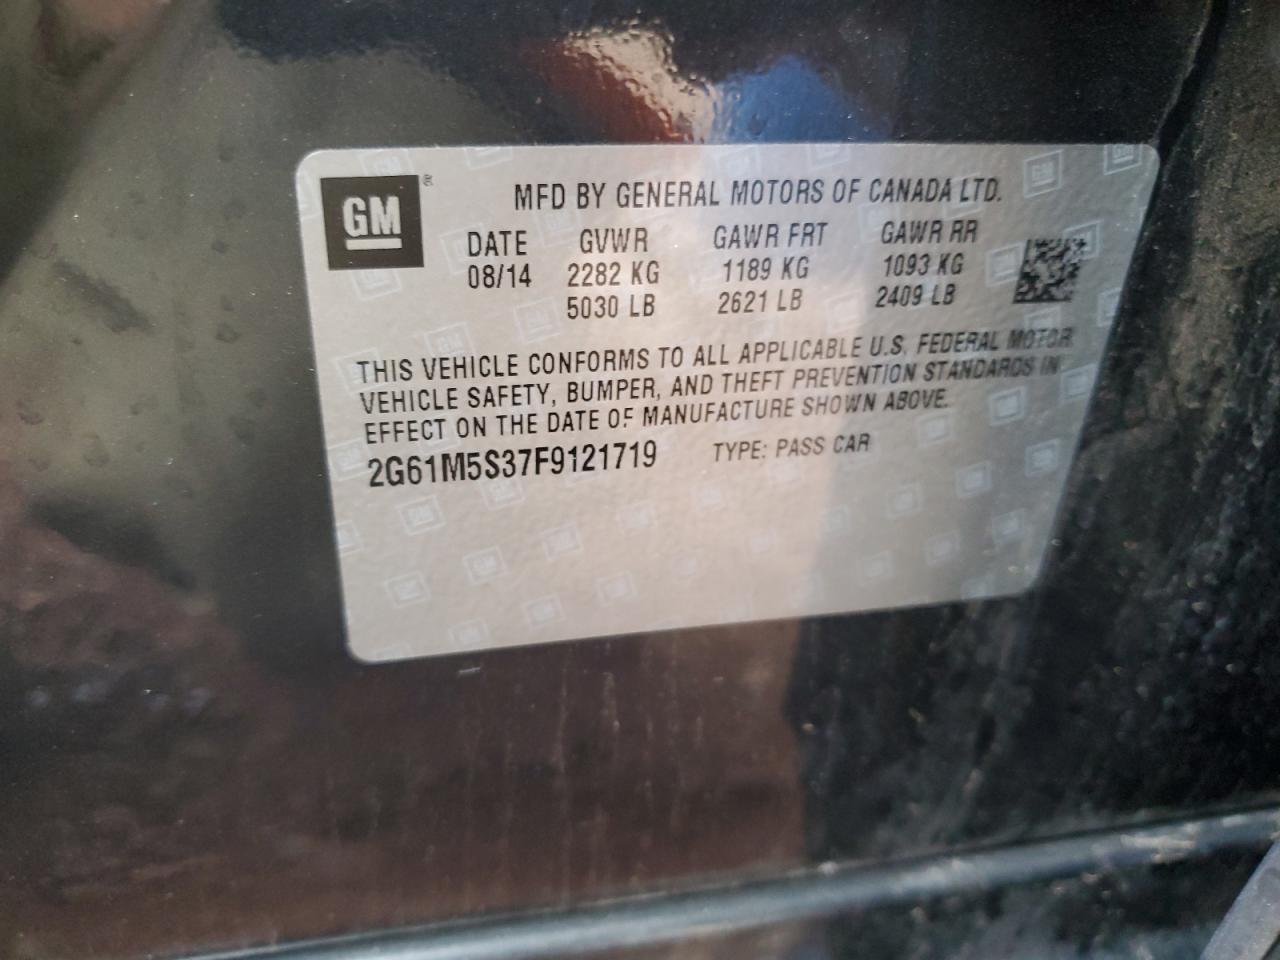 GM ®
MFD BY GENERAL MOTORS OF CANADA LTD.
DATE GVWR GAWR FRT GAWR RR
08/14 2282 KG 1189 KG 1093 KG
5030 LB 2621 LB 2409 LB
THIS VEHICLE CONFORMS TO ALL APPLICABLE U.S. FEDERAL MOTOR
VEHICLE SAFETY, BUMPER, AND THEFT PREVENTION STANDARDS IN
EFFECT ON THE DATE OF MANUFACTURE SHOWN ABOVE.
2G61M5S37F9121719 TYPE: PASS CAR